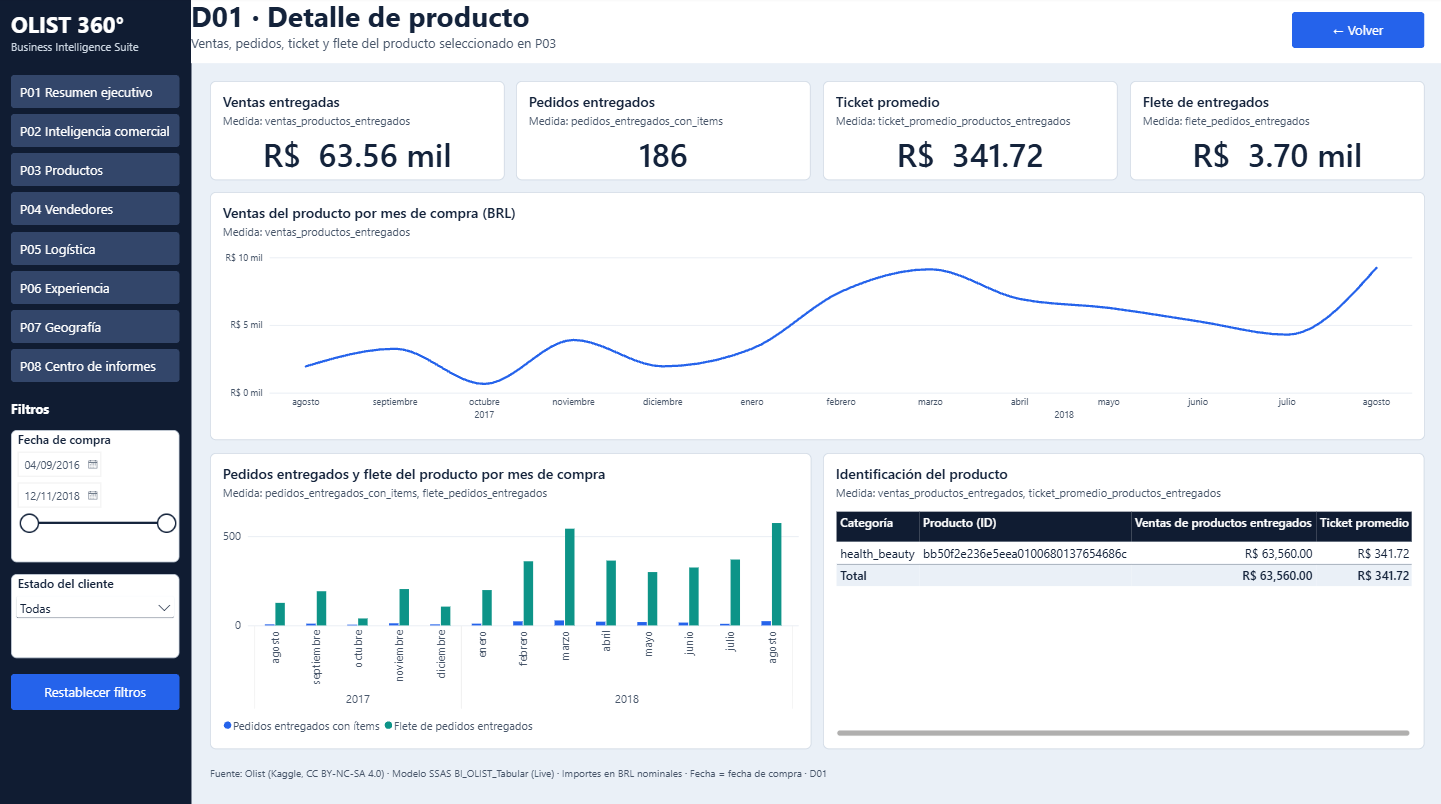 OLIST 360°
Business Intelligence Suite
P01 Resumen ejecutivo
P02 Inteligencia comercial
P03 Productos
P04 Vendedores
P05 Logística
P06 Experiencia
P07 Geografía
P08 Centro de informes
Filtros
Fecha de compra
04/09/2016
12/11/2018
Estado del cliente
Todas
Restablecer filtros
D01 · Detalle de producto
Ventas, pedidos, ticket y flete del producto seleccionado en P03
← Volver
Ventas entregadas
Medida: ventas_productos_entregados
R$ 63.56 mil
Pedidos entregados
Medida: pedidos_entregados_con_items
186
Ticket promedio
Medida: ticket_promedio_productos_entregados
R$ 341.72
Flete de entregados
Medida: flete_pedidos_entregados
R$ 3.70 mil
Ventas del producto por mes de compra (BRL)
Medida: ventas_productos_entregados
R$ 10 mil
R$ 5 mil
R$ 0 mil
agosto septiembre octubre noviembre diciembre enero febrero marzo abril mayo junio julio agosto
2017 2018
Pedidos entregados y flete del producto por mes de compra
Medida: pedidos_entregados_con_items, flete_pedidos_entregados
500
0
agosto septiembre octubre noviembre diciembre enero febrero marzo abril mayo junio julio agosto
2017 2018
Pedidos entregados con ítems Flete de pedidos entregados
Identificación del producto
Medida: ventas_productos_entregados, ticket_promedio_productos_entregados
Categoría Producto (ID) Ventas de productos entregados Ticket promedio
health_beauty bb50f2e236e5eea0100680137654686c R$ 63,560.00 R$ 341.72
Total R$ 63,560.00 R$ 341.72
Fuente: Olist (Kaggle, CC BY-NC-SA 4.0) · Modelo SSAS BI_OLIST_Tabular (Live) · Importes en BRL nominales · Fecha = fecha de compra · D01